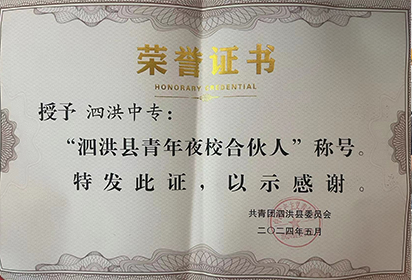 荣誉证书
HONORARY CREDENTIAL
授予 泗洪中专：
“泗洪县青年夜校合伙人”称号。
特发此证，以示感谢。
共青团泗洪县委员会
二〇二四年五月